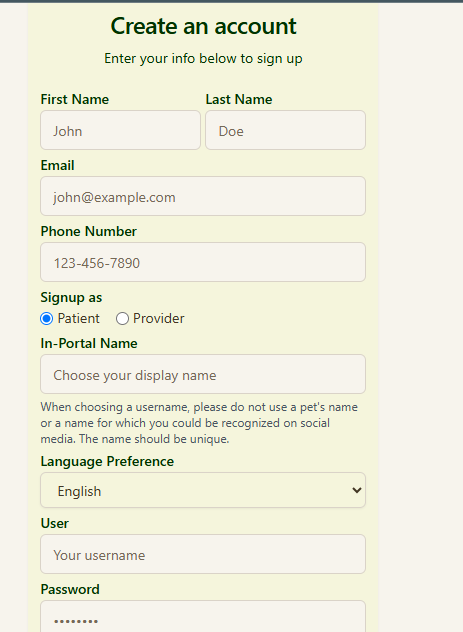 Create an account
Enter your info below to sign up
First Name Last Name
John Doe
Email
john@example.com
Phone Number
123-456-7890
Signup as
Patient Provider
In-Portal Name
Choose your display name
When choosing a username, please do not use a pet's name
or a name for which you could be recognized on social
media. The name should be unique.
Language Preference
English
User
Your username
Password
••••••••